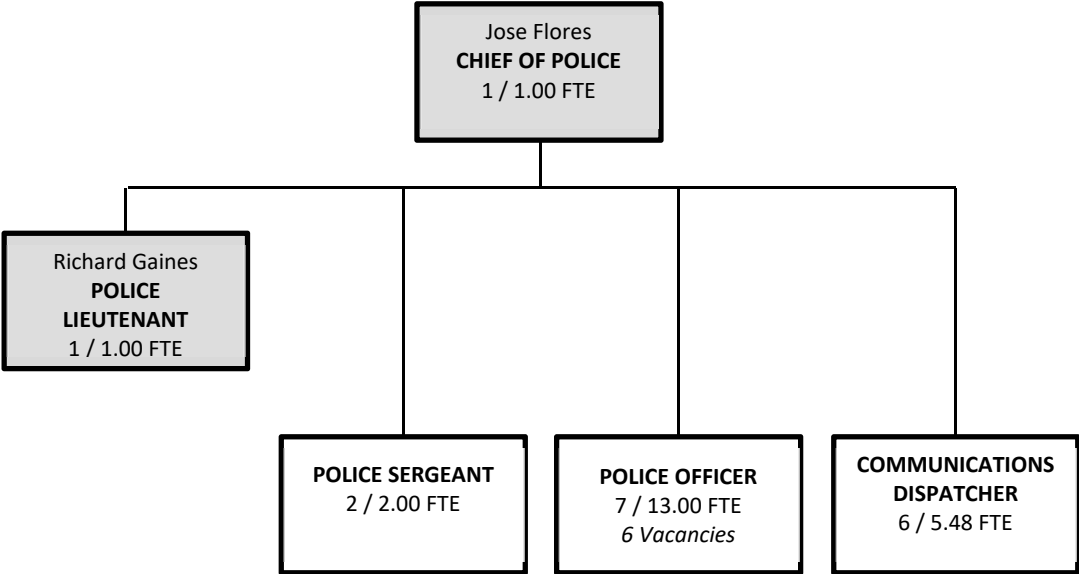 Jose Flores
CHIEF OF POLICE
1 / 1.00 FTE
Richard Gaines
POLICE
LIEUTENANT
1 / 1.00 FTE
POLICE SERGEANT
2 / 2.00 FTE
POLICE OFFICER
7 / 13.00 FTE
6 Vacancies
COMMUNICATIONS
DISPATCHER
6 / 5.48 FTE